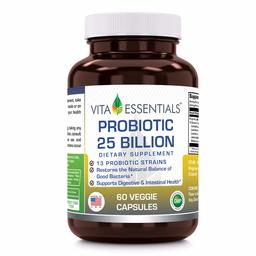 VITA ESSENTIALS®
PROBIOTIC
25 BILLION
DIETARY SUPPLEMENT
• 13 PROBIOTIC STRAINS
• Restores the Natural Balance of
Good Bacteria*
• Supports Digestive & Intestinal Health*
60 VEGGIE
CAPSULES